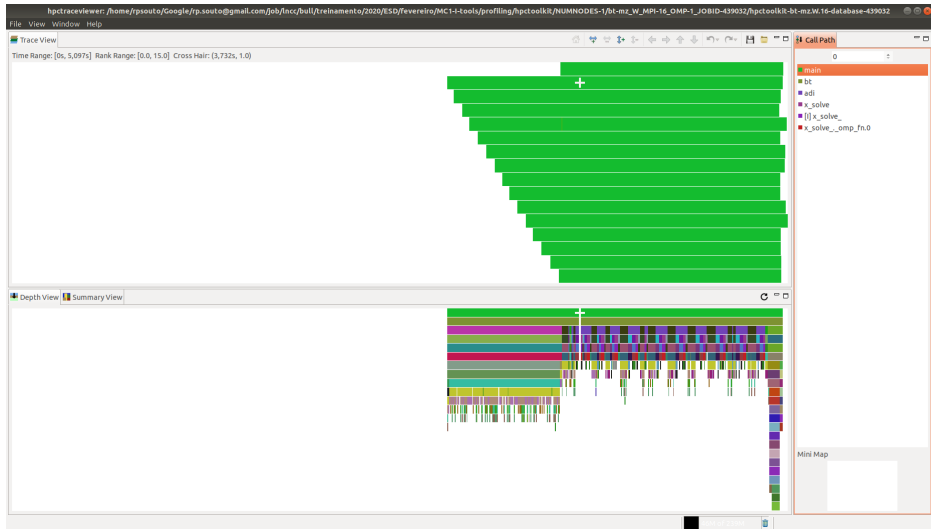 hpctraceviewer: /home/rpsouto/Google/rp.souto@gmail.com/job/lncc/bull/treinamento/2020/ESD/fevereiro/MC1-I-tools/profiling/hpctoolkit/NUMNODES-1/bt-mz_W_MPI-16_OMP-1_JOBID-439032/hpctoolkit-bt-mz.W.16-database-439032
File View Window Help
Trace View
Time Range: [0s, 5,097s] Rank Range: [0.0, 15.0] Cross Hair: (3,732s, 1.0)
Depth View Summary View
Call Path
0
main
bt
adi
x_solve
[I] x_solve_
x_solve_._omp_fn.0
Mini Map